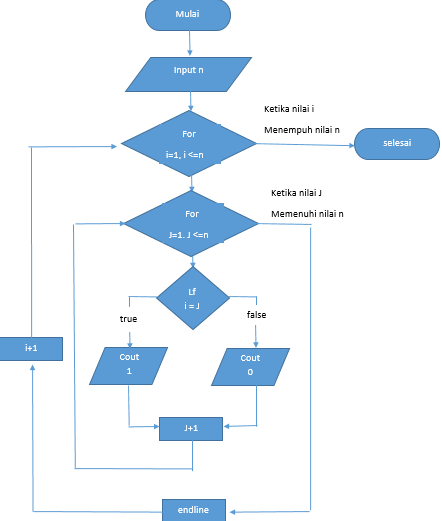 Mulai
Input n
Ketika nilai i
Menempuh nilai n
For
i=1, i <=n
selesai
Ketika nilai J
Memenuhi nilai n
For
J=1. J <=n
Lf
i = J
true
false
i+1
Cout
1
Cout
0
J+1
endline